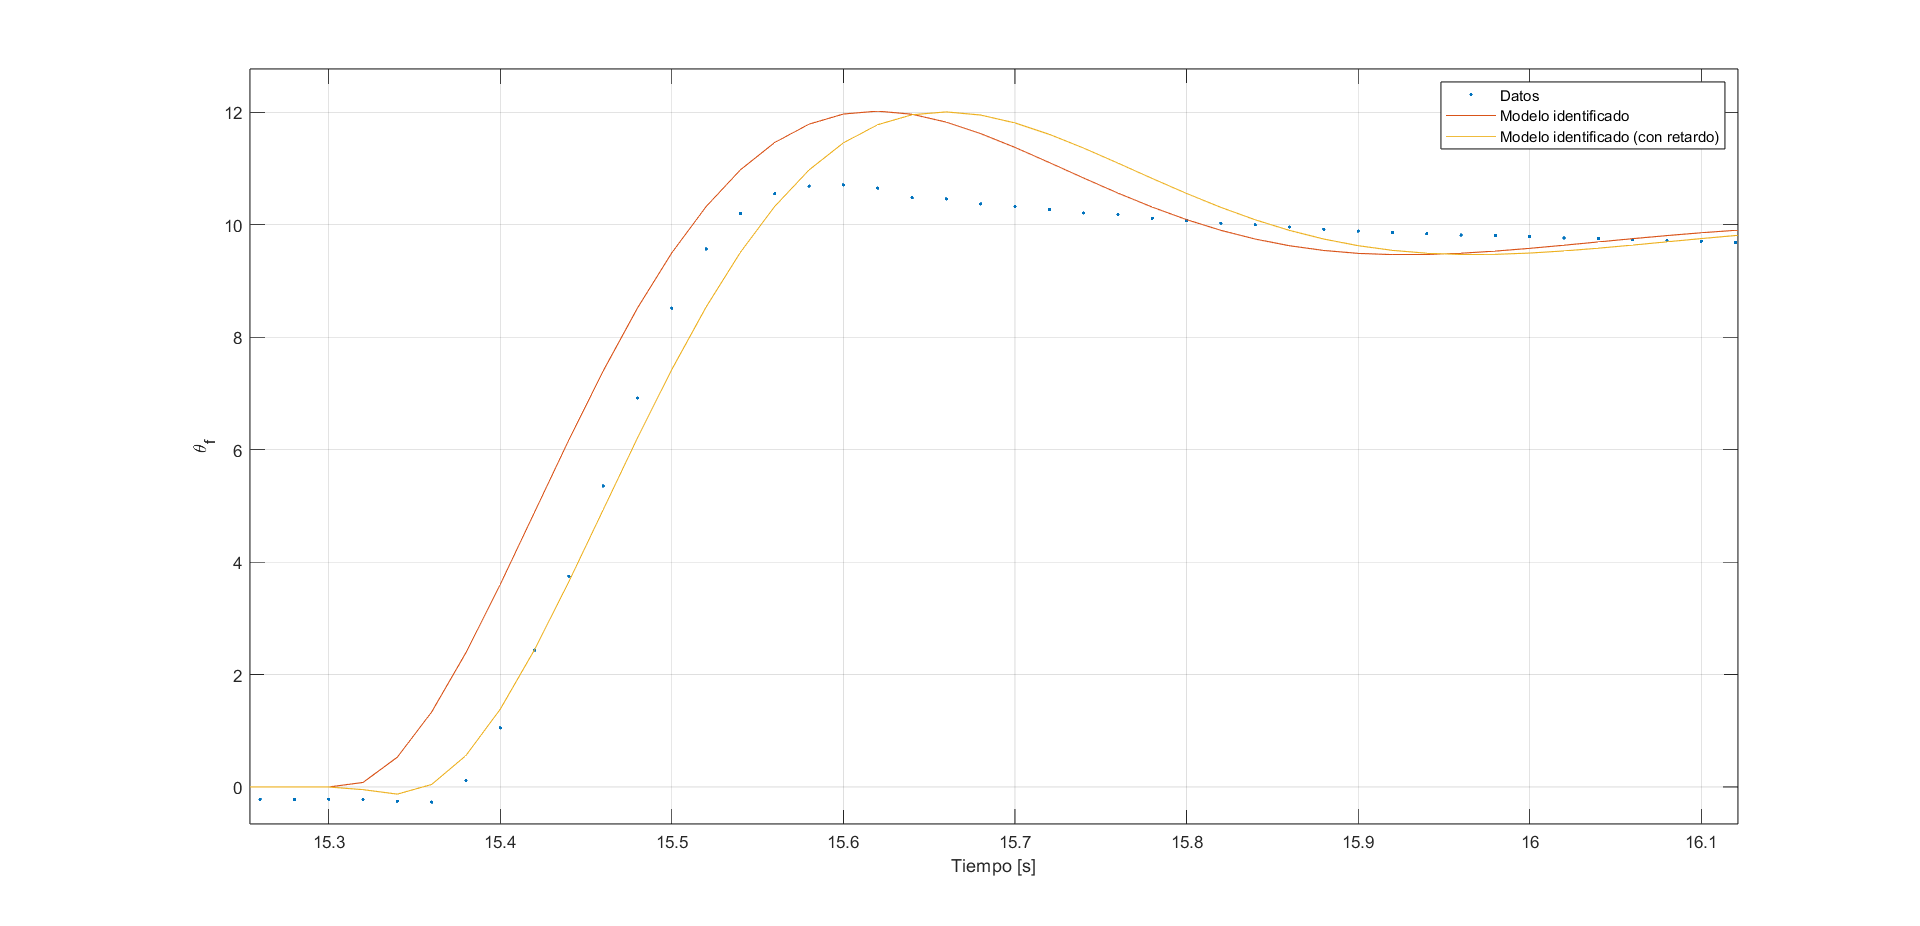 Datos
Modelo identificado
Modelo identificado (con retardo)
12
10
8
6
4
2
0
θf
15.3 15.4 15.5 15.6 15.7 15.8 15.9 16 16.1
Tiempo [s]